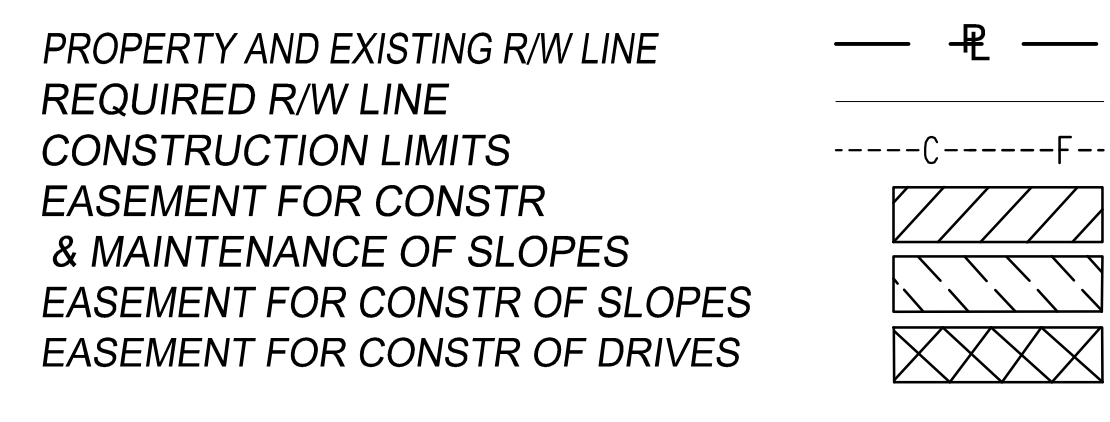 PROPERTY AND EXISTING R/W LINE PL
REQUIRED R/W LINE
CONSTRUCTION LIMITS C F
EASEMENT FOR CONSTR
& MAINTENANCE OF SLOPES
EASEMENT FOR CONSTR OF SLOPES
EASEMENT FOR CONSTR OF DRIVES